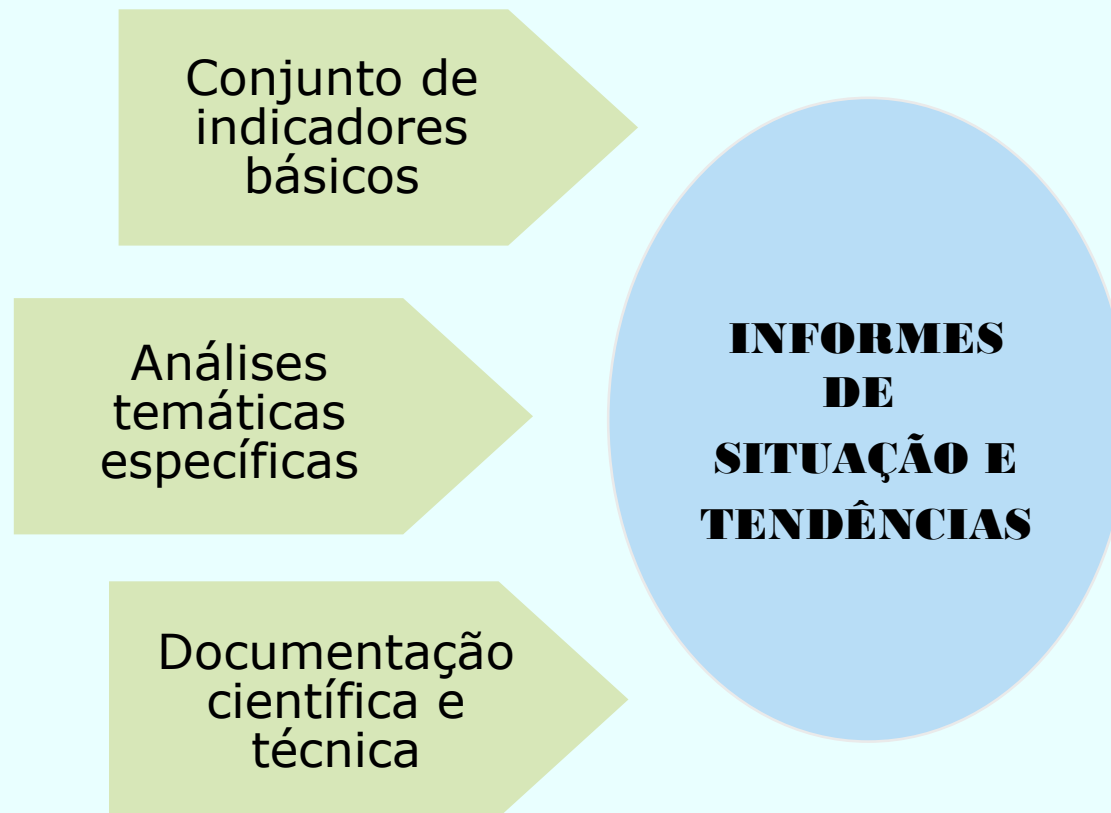 Conjunto de
indicadores
básicos
Análises
temáticas
específicas
Documentação
científica e
técnica
INFORMES
DE
SITUAÇÃO E
TENDÊNCIAS